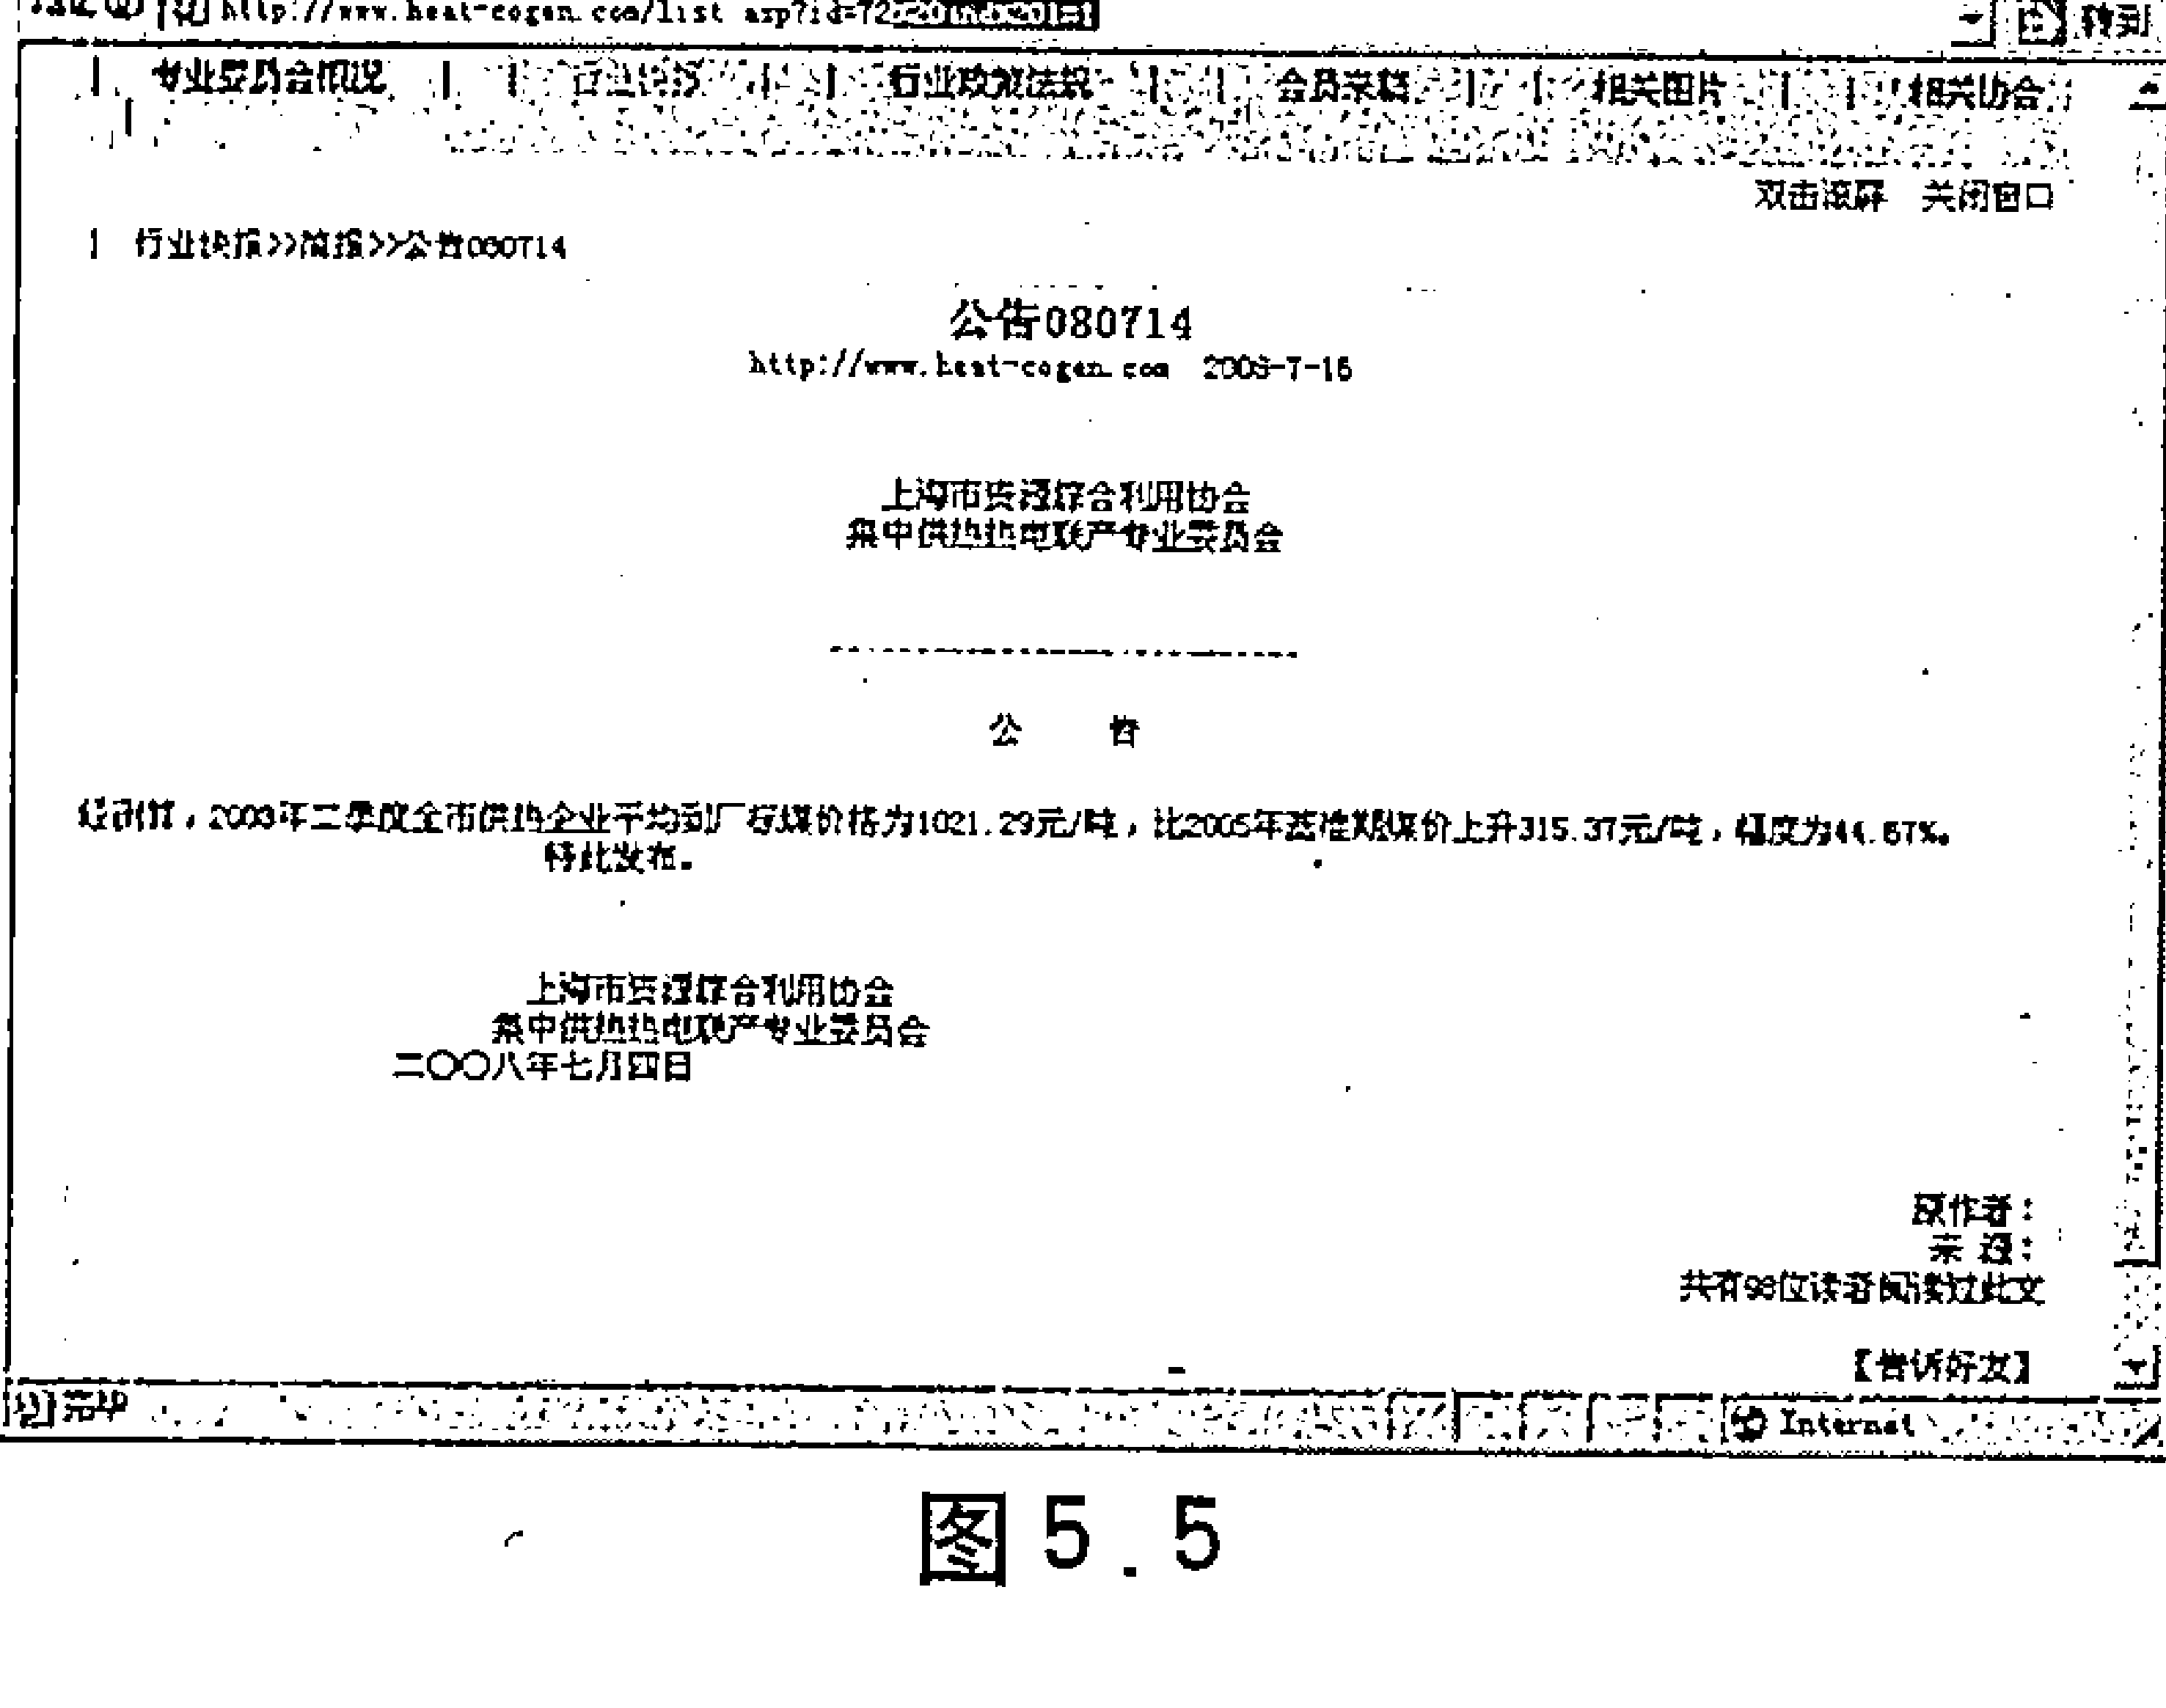 http://www.heat-cogen.com/list asp?id=72%20index201=1 转到
专业委员会概况 | 行业快报 | 行业政策法规 | 会员来稿 | 相关图片 | 相关协会
双击滚屏 关闭窗口
行业快报>>简报>>公告080714
公告080714
http://www.heat-cogen.com 2008-7-16
上海市资源综合利用协会
集中供热热电联产专业委员会
公 告
经测算，2008年二季度全市供热企业平均到厂标煤价格为1021.29元/吨，比2005年基准期煤价上升315.37元/吨，幅度为44.67%。
特此发布。
上海市资源综合利用协会
集中供热热电联产专业委员会
二〇〇八年七月四日
原作者：
来 源：
共有98位读者阅读过此文
【告诉好友】
完毕 Internet
图5.5